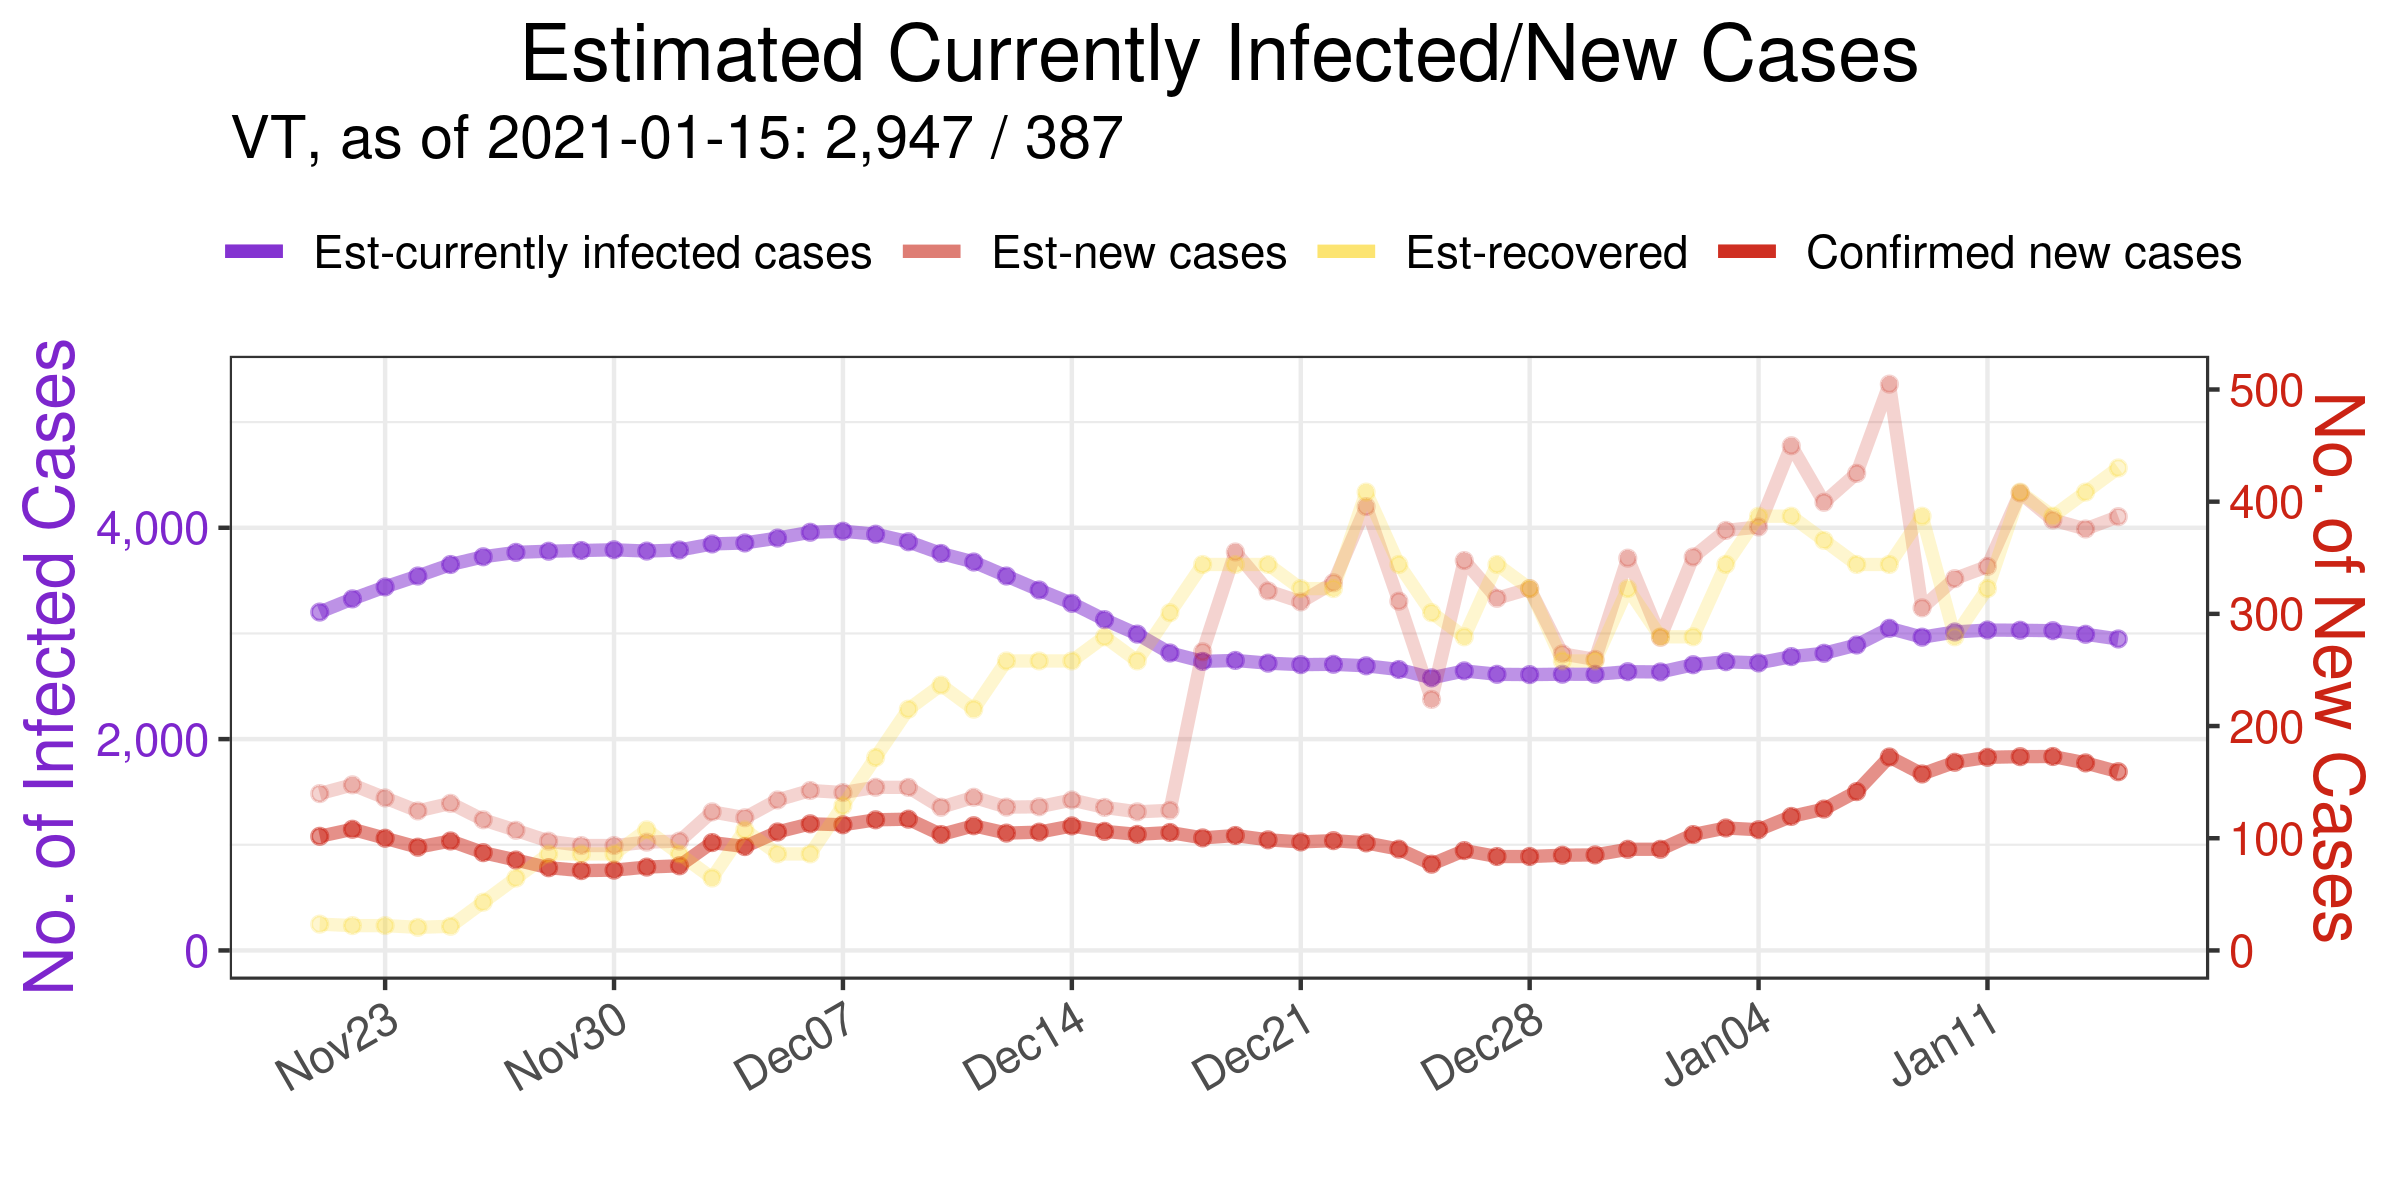 Estimated Currently Infected/New Cases
VT, as of 2021-01-15: 2,947 / 387
Est-currently infected cases Est-new cases Est-recovered Confirmed new cases
No. of Infected Cases
4,000
2,000
0
500
400
300
200
100
0
No. of New Cases
Nov23 Nov30 Dec07 Dec14 Dec21 Dec28 Jan04 Jan11